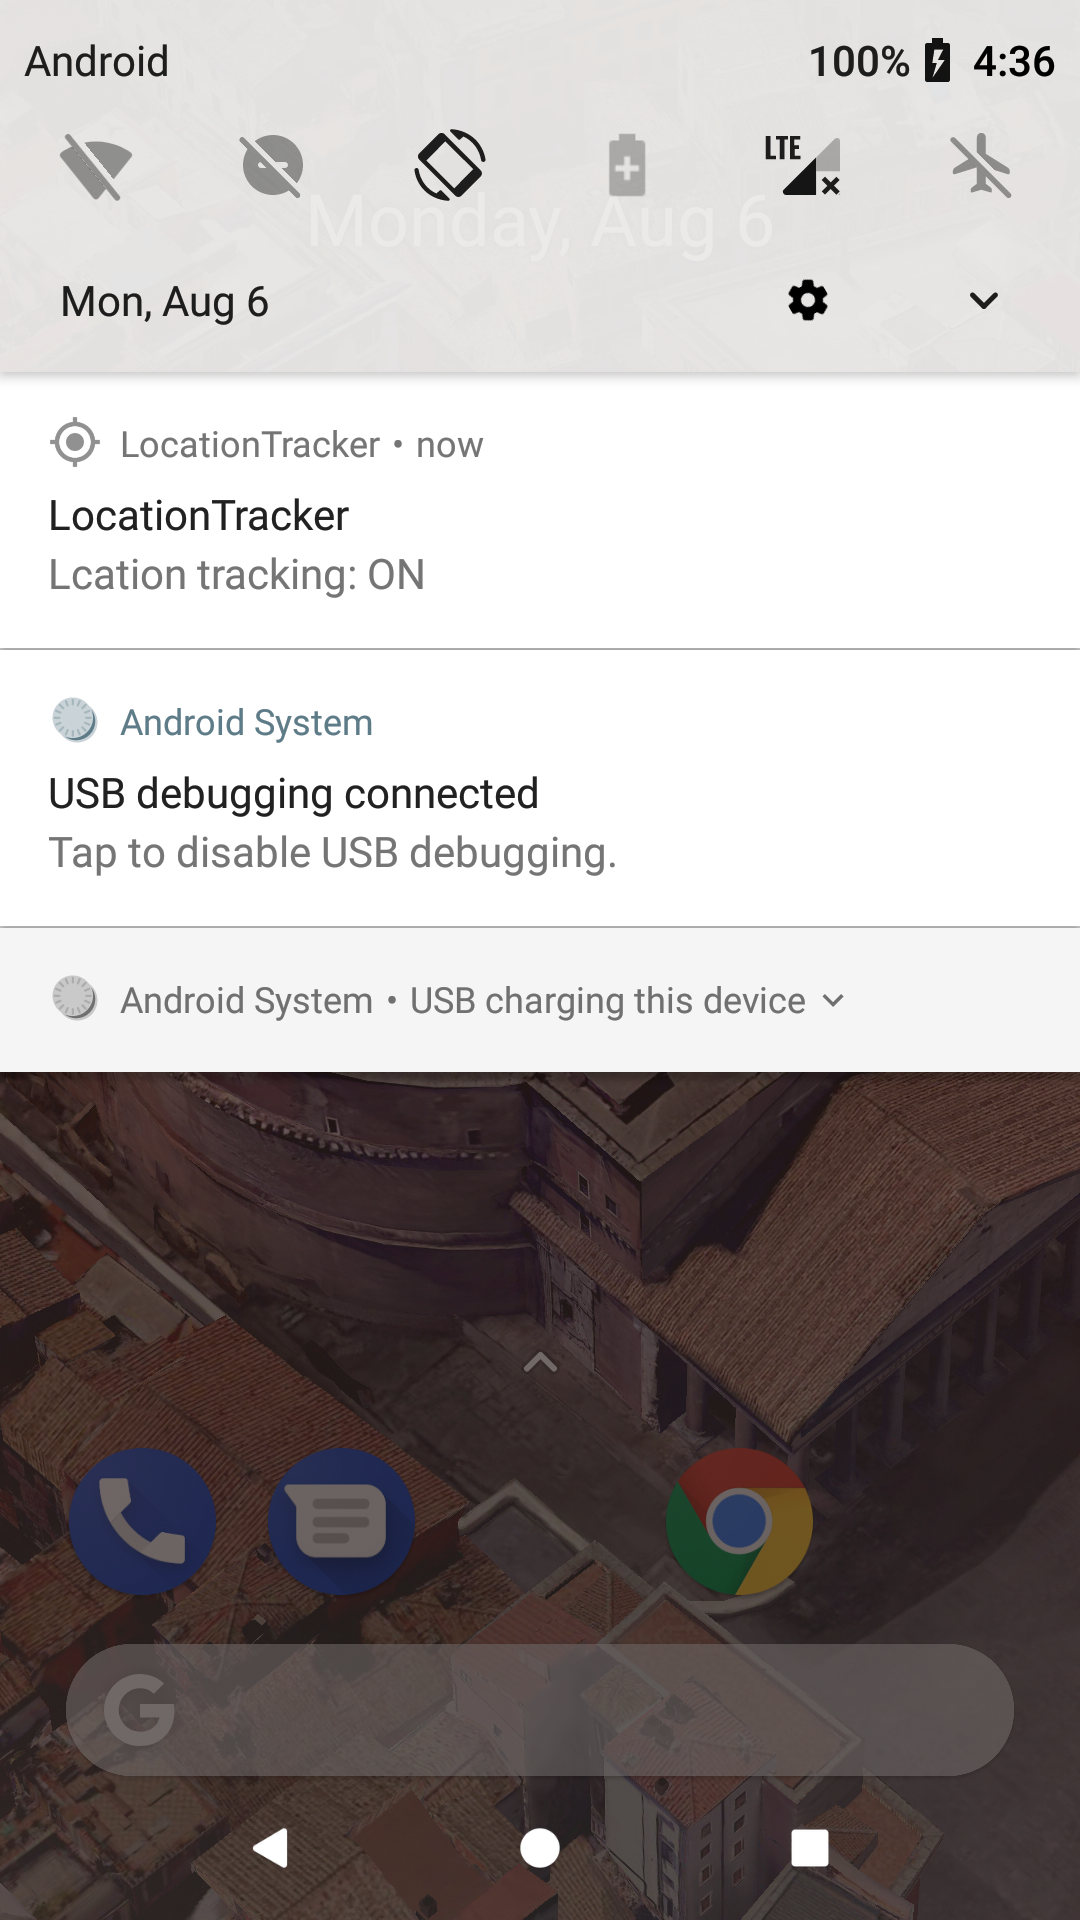 Android 100% 4:36
LTE
Monday, Aug 6
Mon, Aug 6
LocationTracker • now
LocationTracker
Lcation tracking: ON
Android System
USB debugging connected
Tap to disable USB debugging.
Android System • USB charging this device
G